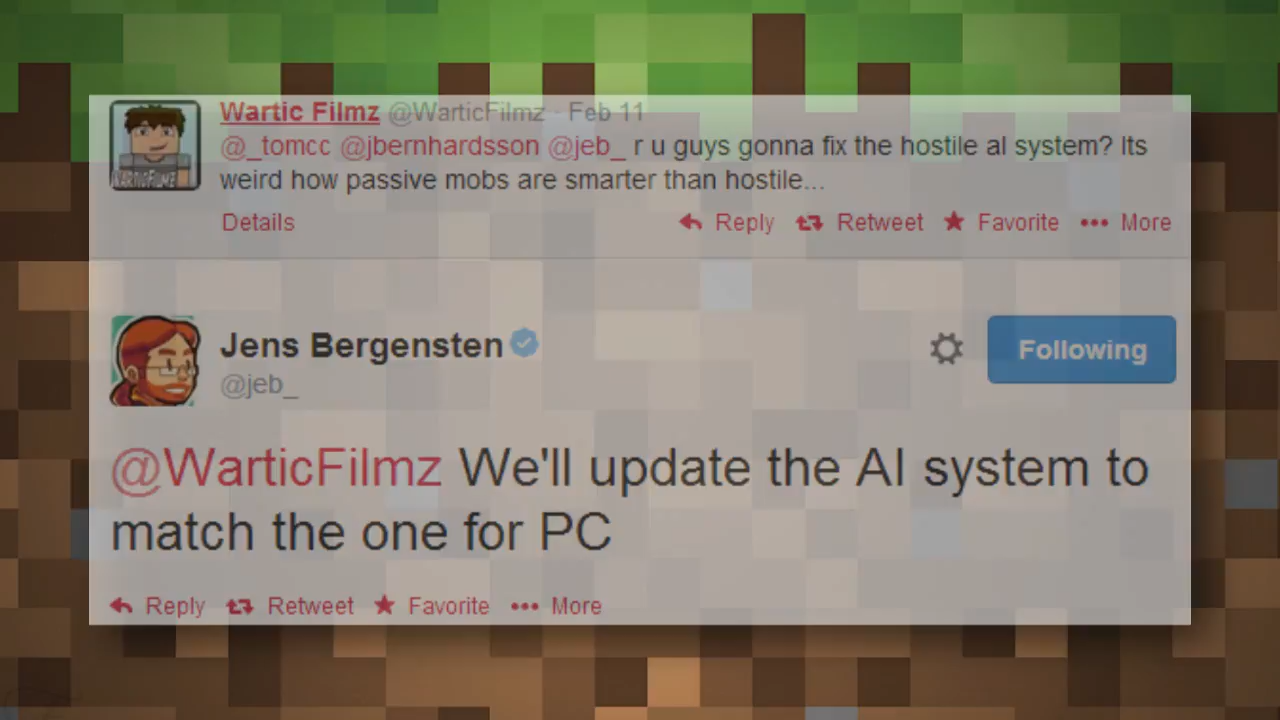 Wartic Filmz @WarticFilmz · Feb 11
@_tomcc @jbernhardsson @jeb_ r u guys gonna fix the hostile aI system? Its
weird how passive mobs are smarter than hostile...
Details Reply Retweet Favorite More
Jens Bergensten
@jeb_
Following
@WarticFilmz We'll update the AI system to
match the one for PC
Reply Retweet Favorite More